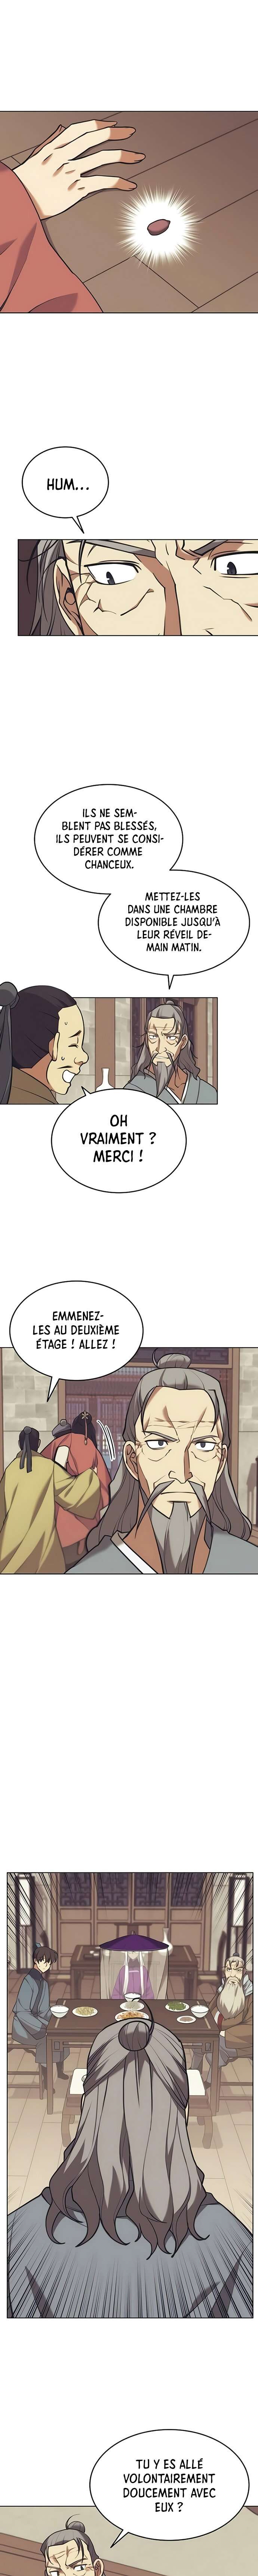 HUM...
ILS NE SEM-
BLENT PAS BLESSÉS,
ILS PEUVENT SE CONSI-
DÉRER COMME
CHANCEUX.
METTEZ-LES
DANS UNE CHAMBRE
DISPONIBLE JUSQU'À
LEUR RÉVEIL DE-
MAIN MATIN.
OH
VRAIMENT ?
MERCI !
EMMENEZ-
LES AU DEUXIÈME
ÉTAGE ! ALLEZ !
TU Y ES ALLÉ
VOLONTAIREMENT
DOUCEMENT AVEC
EUX ?